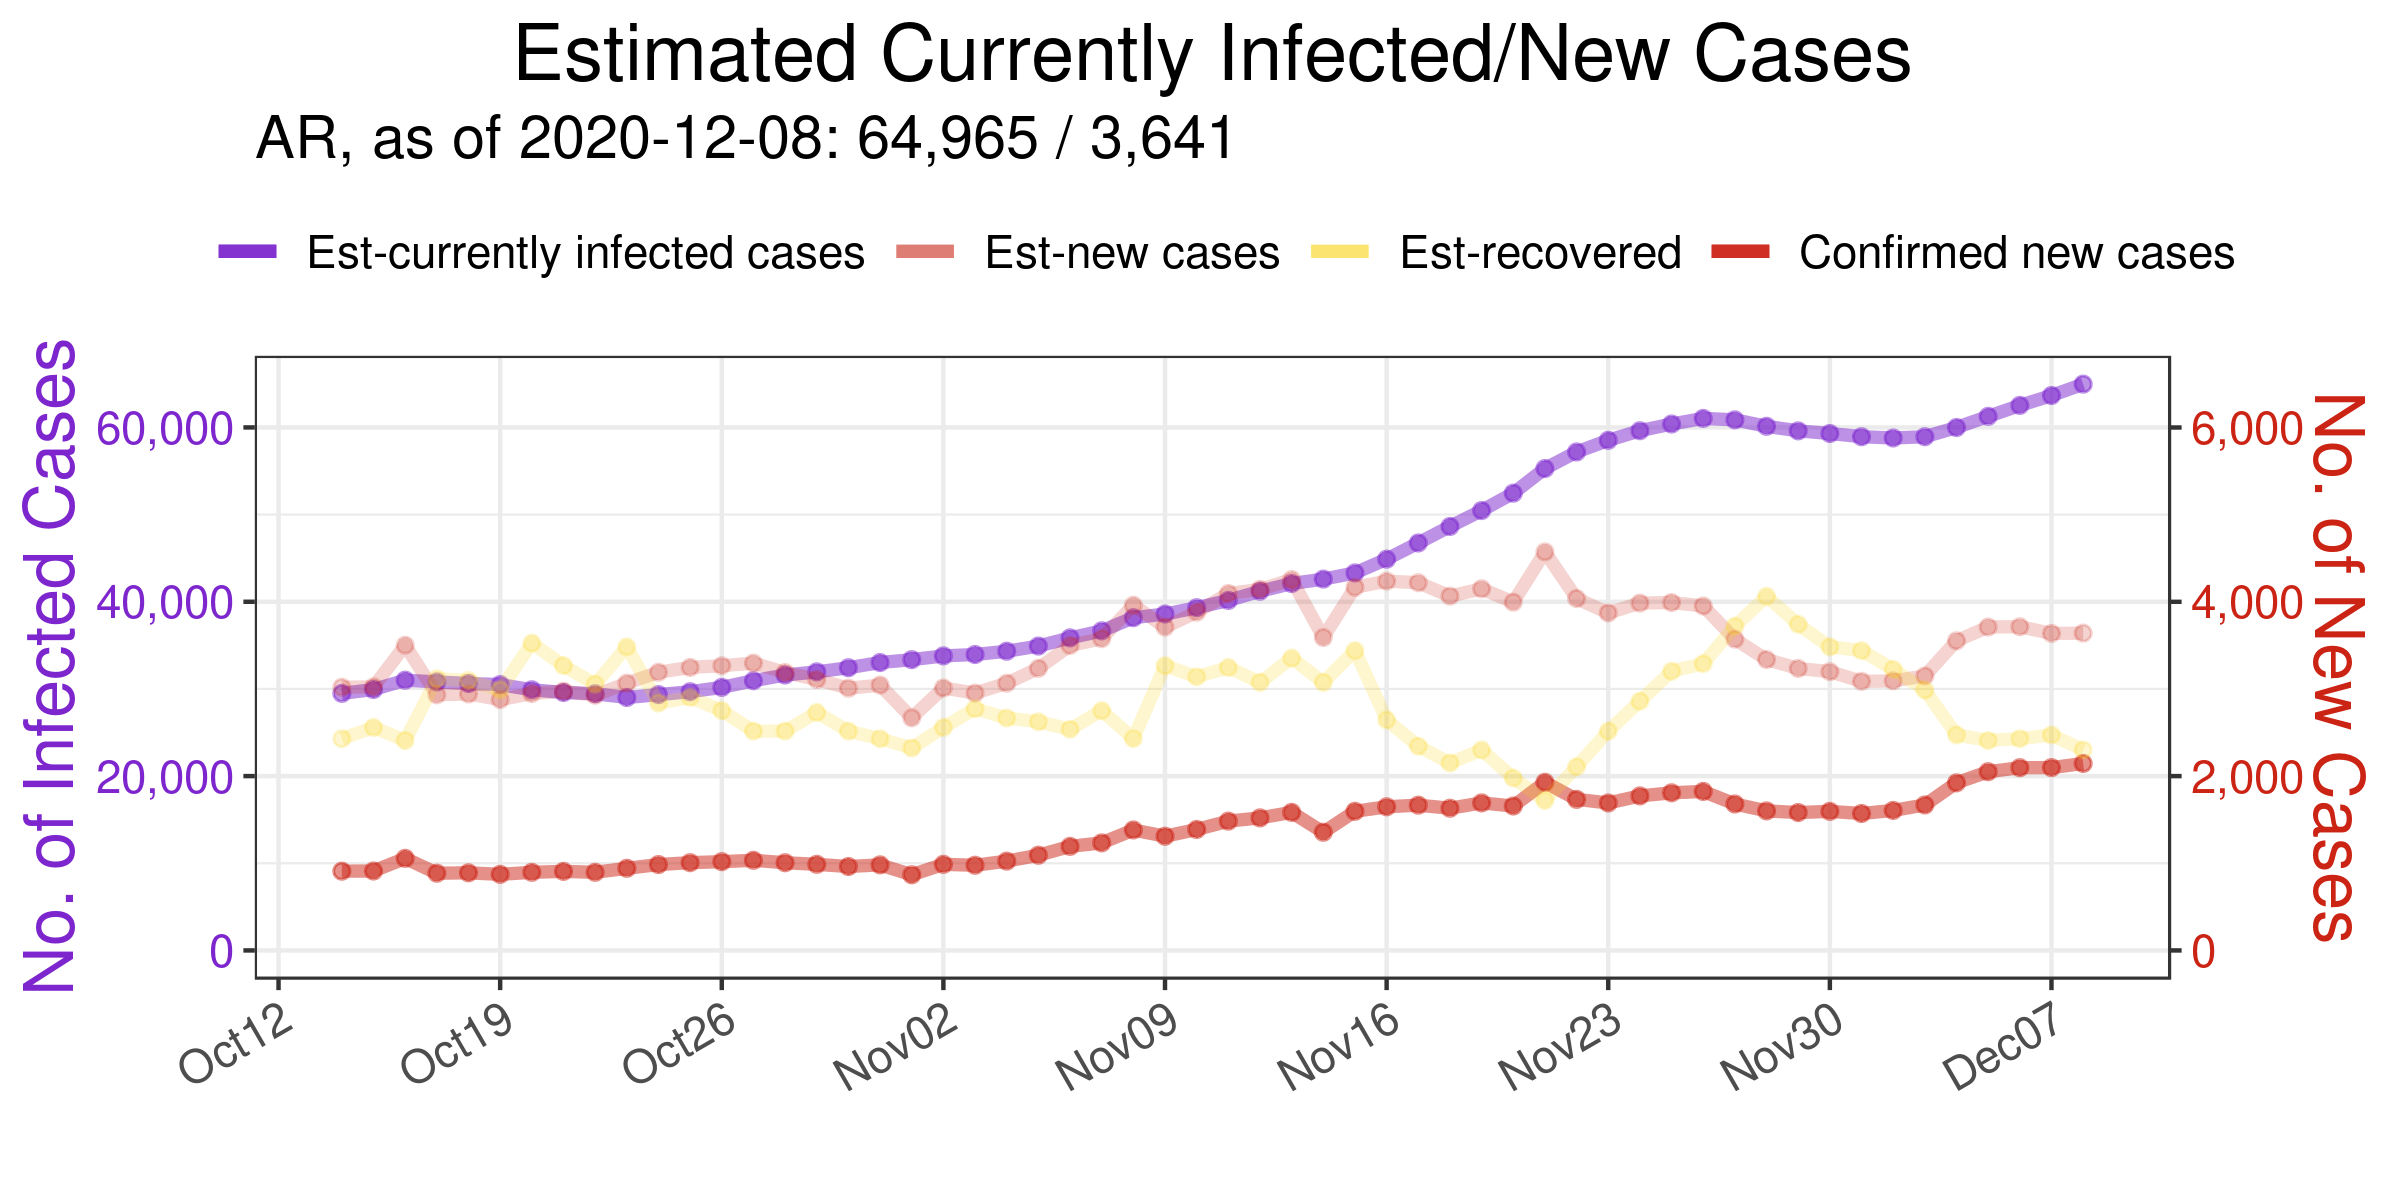 Estimated Currently Infected/New Cases
AR, as of 2020-12-08: 64,965 / 3,641
Est-currently infected cases Est-new cases Est-recovered Confirmed new cases
No. of Infected Cases
60,000
40,000
20,000
0
6,000
4,000
2,000
0
No. of New Cases
Oct12 Oct19 Oct26 Nov02 Nov09 Nov16 Nov23 Nov30 Dec07